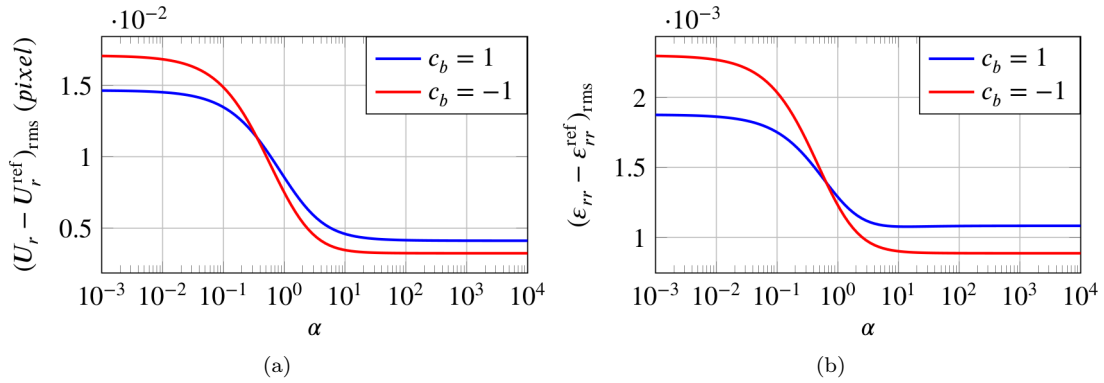 ·10⁻²
(U_r − U_r^ref)_rms (pixel)
1.5
1
0.5
c_b = 1
c_b = −1
10⁻³ 10⁻² 10⁻¹ 10⁰ 10¹ 10² 10³ 10⁴
α
(a)
·10⁻³
(ε_rr − ε_rr^ref)_rms
2
1.5
1
c_b = 1
c_b = −1
10⁻³ 10⁻² 10⁻¹ 10⁰ 10¹ 10² 10³ 10⁴
α
(b)